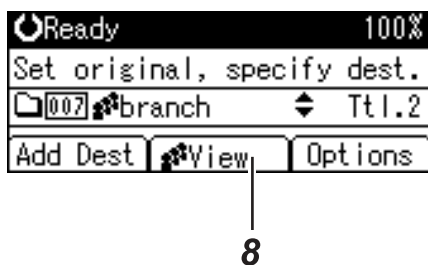 Ready 100%
Set original, specify dest.
007 branch Ttl.2
Add Dest View Options
8